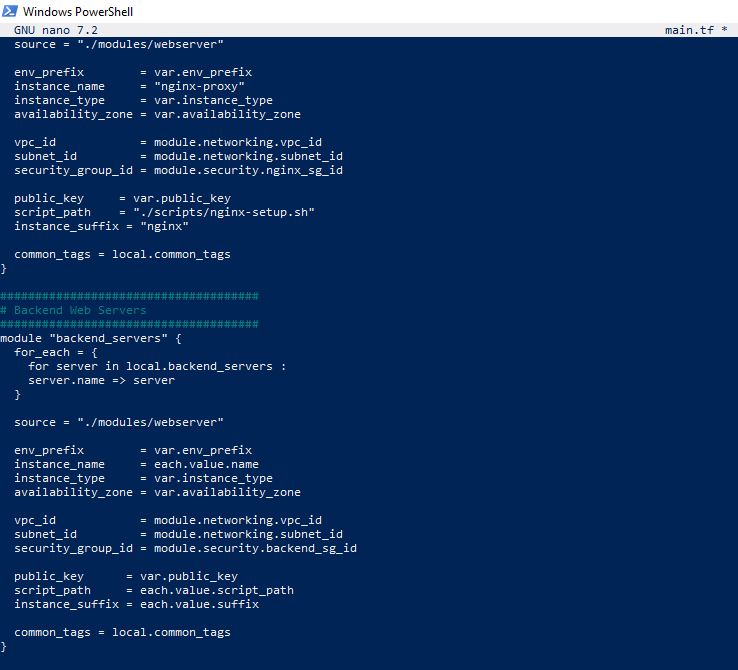 Windows PowerShell
GNU nano 7.2 main.tf *
source = "./modules/webserver"
env_prefix = var.env_prefix
instance_name = "nginx-proxy"
instance_type = var.instance_type
availability_zone = var.availability_zone
vpc_id = module.networking.vpc_id
subnet_id = module.networking.subnet_id
security_group_id = module.security.nginx_sg_id
public_key = var.public_key
script_path = "./scripts/nginx-setup.sh"
instance_suffix = "nginx"
common_tags = local.common_tags
}
#####################################
# Backend Web Servers
#####################################
module "backend_servers" {
for_each = {
for server in local.backend_servers :
server.name => server
}
source = "./modules/webserver"
env_prefix = var.env_prefix
instance_name = each.value.name
instance_type = var.instance_type
availability_zone = var.availability_zone
vpc_id = module.networking.vpc_id
subnet_id = module.networking.subnet_id
security_group_id = module.security.backend_sg_id
public_key = var.public_key
script_path = each.value.script_path
instance_suffix = each.value.suffix
common_tags = local.common_tags
}